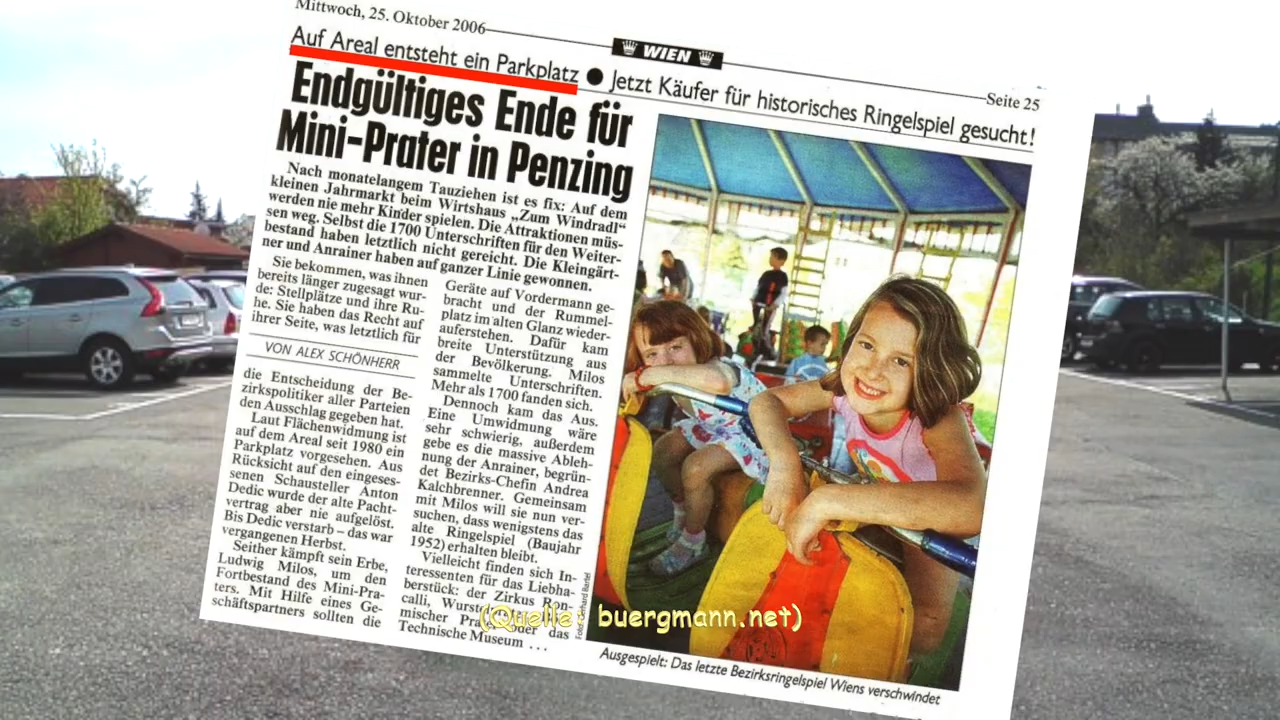 Mittwoch, 25. Oktober 2006
WIEN
Seite 25
Auf Areal entsteht ein Parkplatz ● Jetzt Käufer für historisches Ringelspiel gesucht!
Endgültiges Ende für
Mini-Prater in Penzing
Nach monatelangem Tauziehen ist es fix: Auf dem
kleinen Jahrmarkt beim Wirtshaus „Zum Windradl“
werden nie mehr Kinder spielen. Die Attraktionen müs-
sen weg. Selbst die 1700 Unterschriften für den Weiter-
bestand haben letztlich nicht gereicht. Die Kleingärt-
ner und Anrainer haben auf ganzer Linie gewonnen.
Sie bekommen, was ihnen
bereits länger zugesagt wur-
de: Stellplätze und ihre Ru-
he. Sie haben das Recht auf
ihrer Seite, was letztlich für
VON ALEX SCHÖNHERR
die Entscheidung der Be-
zirkspolitiker aller Parteien
den Ausschlag gegeben hat.
Laut Flächenwidmung ist
auf dem Areal seit 1980 ein
Parkplatz vorgesehen. Aus
Rücksicht auf den eingeses-
senen Schausteller Anton
Dedic wurde der alte Pacht-
vertrag aber nie aufgelöst.
Bis Dedic verstarb – das war
vergangenen Herbst.
Seither kämpft sein Erbe,
Ludwig Milos, um den
Fortbestand des Mini-Pra-
ters. Mit Hilfe eines Ge-
schäftspartners sollten die
Geräte auf Vordermann ge-
bracht und der Rummel-
platz im alten Glanz wieder-
auferstehen. Dafür kam
breite Unterstützung aus
der Bevölkerung. Milos
sammelte Unterschriften.
Mehr als 1700 fanden sich.
Dennoch kam das Aus.
Eine Umwidmung wäre
sehr schwierig, außerdem
gebe es die massive Ableh-
nung der Anrainer, begrün-
det Bezirks-Chefin Andrea
Kalchbrenner. Gemeinsam
mit Milos will sie nun ver-
suchen, dass wenigstens das
alte Ringelspiel (Baujahr
1952) erhalten bleibt.
Vielleicht finden sich In-
teressenten für das Liebha-
berstück: der Zirkus Ron-
calli, Wurst
mischer Pra oder das
Technische Museum . . .
Foto:
(Quelle: buergmann.net)
Ausgespielt: Das letzte Bezirksringelspiel Wiens verschwindet